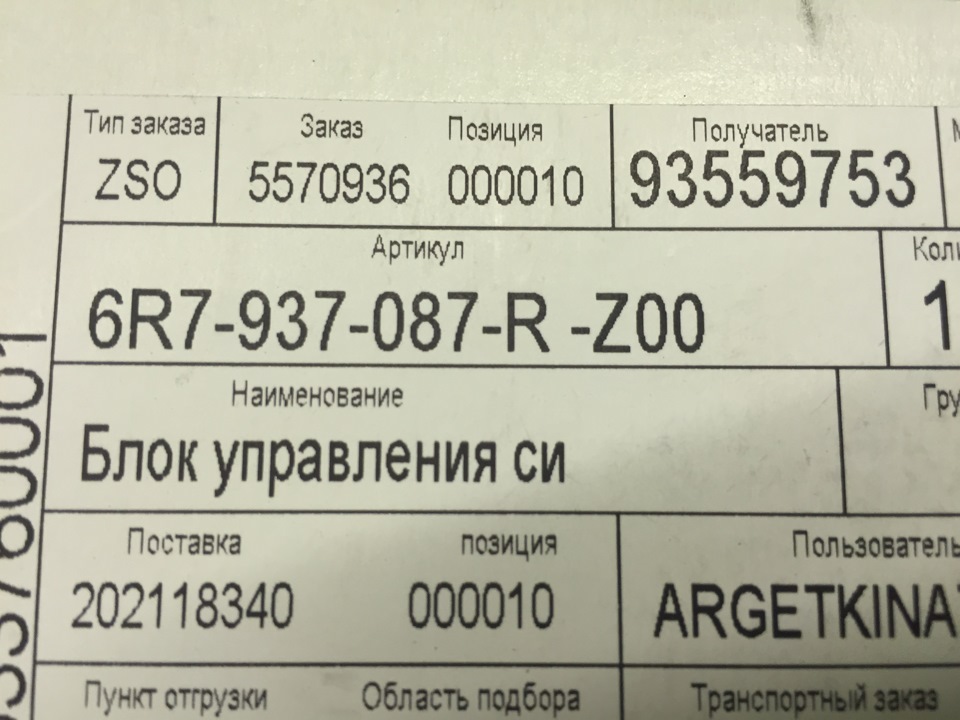 Тип заказа Заказ Позиция Получатель
ZSO 5570936 000010 93559753
Артикул
6R7-937-087-R -Z00 1
Наименование
Блок управления си
Поставка позиция Пользователь
202118340 000010
Пункт отгрузки Область подбора Транспортный заказ